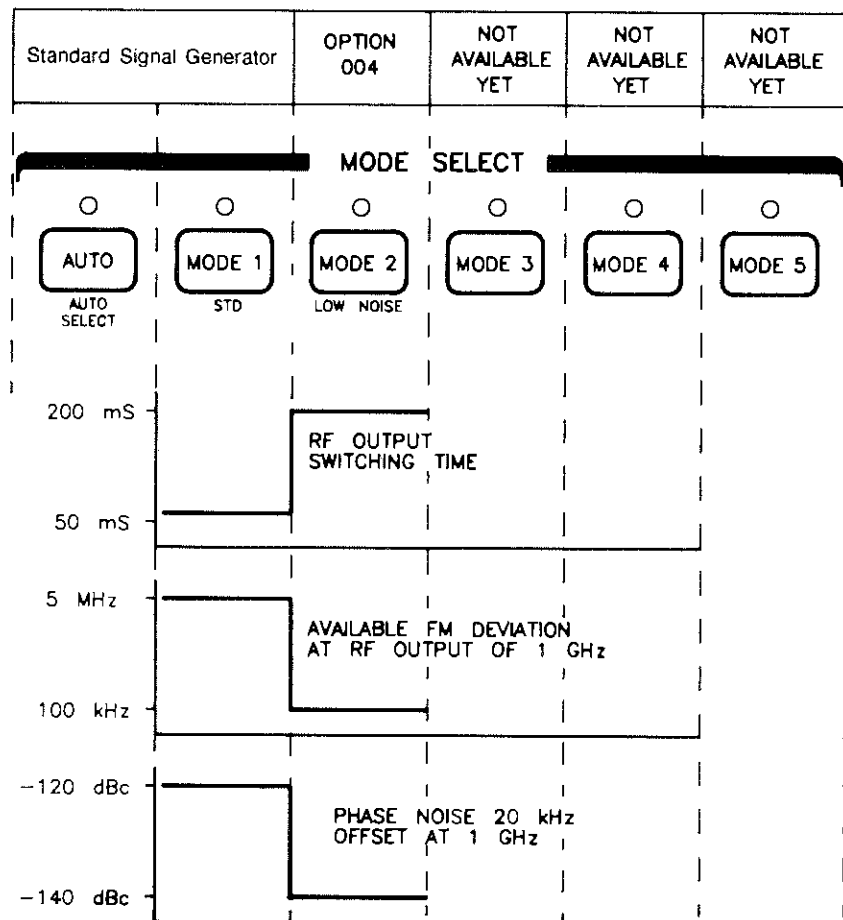 Standard Signal Generator
OPTION
004
NOT
AVAILABLE
YET
NOT
AVAILABLE
YET
NOT
AVAILABLE
YET
MODE SELECT
AUTO
MODE 1
MODE 2
MODE 3
MODE 4
MODE 5
AUTO
SELECT
STD
LOW NOISE
200 mS
RF OUTPUT
SWITCHING TIME
50 mS
5 MHz
AVAILABLE FM DEVIATION
AT RF OUTPUT OF 1 GHz
100 kHz
-120 dBc
PHASE NOISE 20 kHz
OFFSET AT 1 GHz
-140 dBc